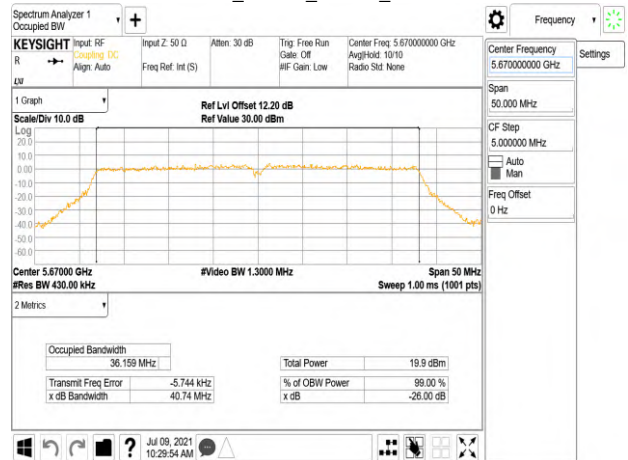 Spectrum Analyzer 1
Occupied BW
Frequency
KEYSIGHT
R
LXI
Input: RF
Coupling: DC
Align: Auto
Input Z: 50 Ω
Freq Ref: Int (S)
Atten: 30 dB
Trig: Free Run
Gate: Off
#IF Gain: Low
Center Freq: 5.670000000 GHz
Avg|Hold: 10/10
Radio Std: None
Center Frequency
5.670000000 GHz
Settings
Span
50.000 MHz
CF Step
5.000000 MHz
Auto
Man
Freq Offset
0 Hz
1 Graph
Scale/Div 10.0 dB
Ref Lvl Offset 12.20 dB
Ref Value 30.00 dBm
Log
20.0
10.0
0.00
-10.0
-20.0
-30.0
-40.0
-50.0
-60.0
Center 5.67000 GHz
#Res BW 430.00 kHz
#Video BW 1.3000 MHz
Span 50 MHz
Sweep 1.00 ms (1001 pts)
2 Metrics
Occupied Bandwidth
36.159 MHz
Total Power 19.9 dBm
Transmit Freq Error -5.744 kHz
% of OBW Power 99.00 %
x dB Bandwidth 40.74 MHz
x dB -26.00 dB
?
Jul 09, 2021
10:29:54 AM